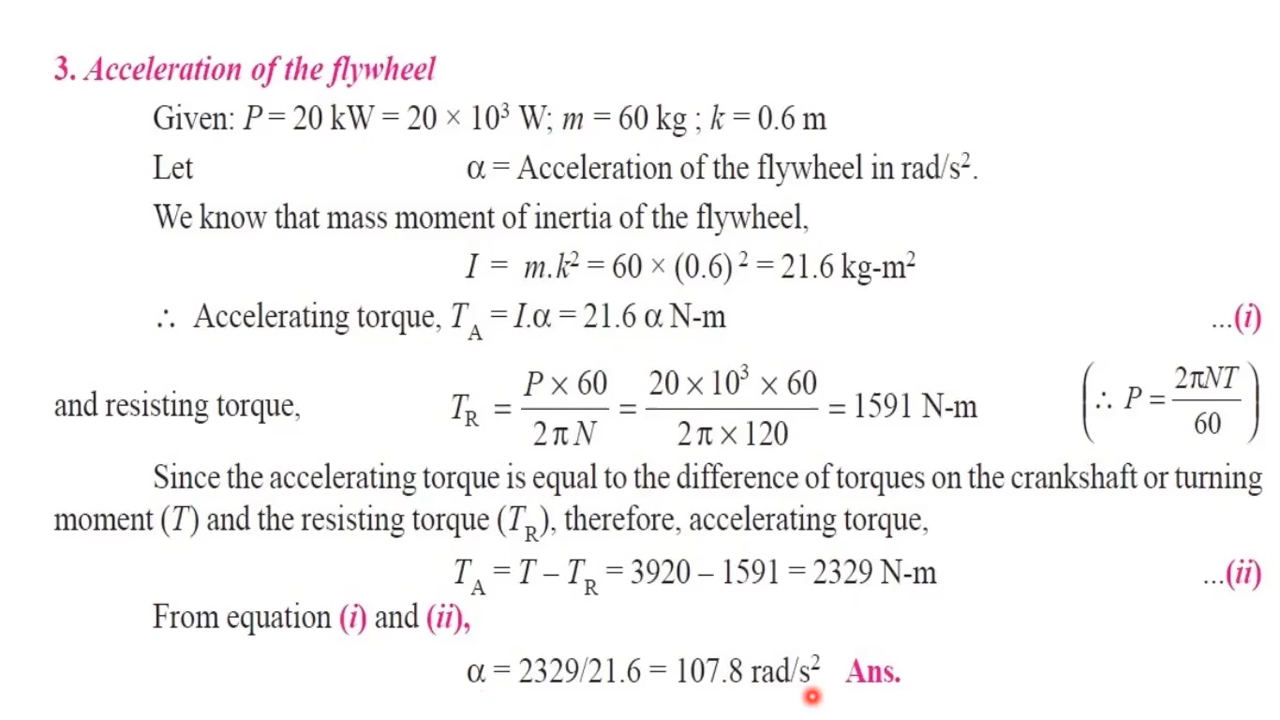 3. Acceleration of the flywheel
Given: P = 20 kW = 20 × 10³ W; m = 60 kg ; k = 0.6 m
Let α = Acceleration of the flywheel in rad/s².
We know that mass moment of inertia of the flywheel,
I = m.k² = 60 × (0.6)² = 21.6 kg-m²
∴ Accelerating torque, T_A = I.α = 21.6 α N-m ...(i)
and resisting torque, T_R = (P × 60)/(2πN) = (20 × 10³ × 60)/(2π × 120) = 1591 N-m (∴ P = 2πNT/60)
Since the accelerating torque is equal to the difference of torques on the crankshaft or turning
moment (T) and the resisting torque (T_R), therefore, accelerating torque,
T_A = T – T_R = 3920 – 1591 = 2329 N-m ...(ii)
From equation (i) and (ii),
α = 2329/21.6 = 107.8 rad/s² Ans.